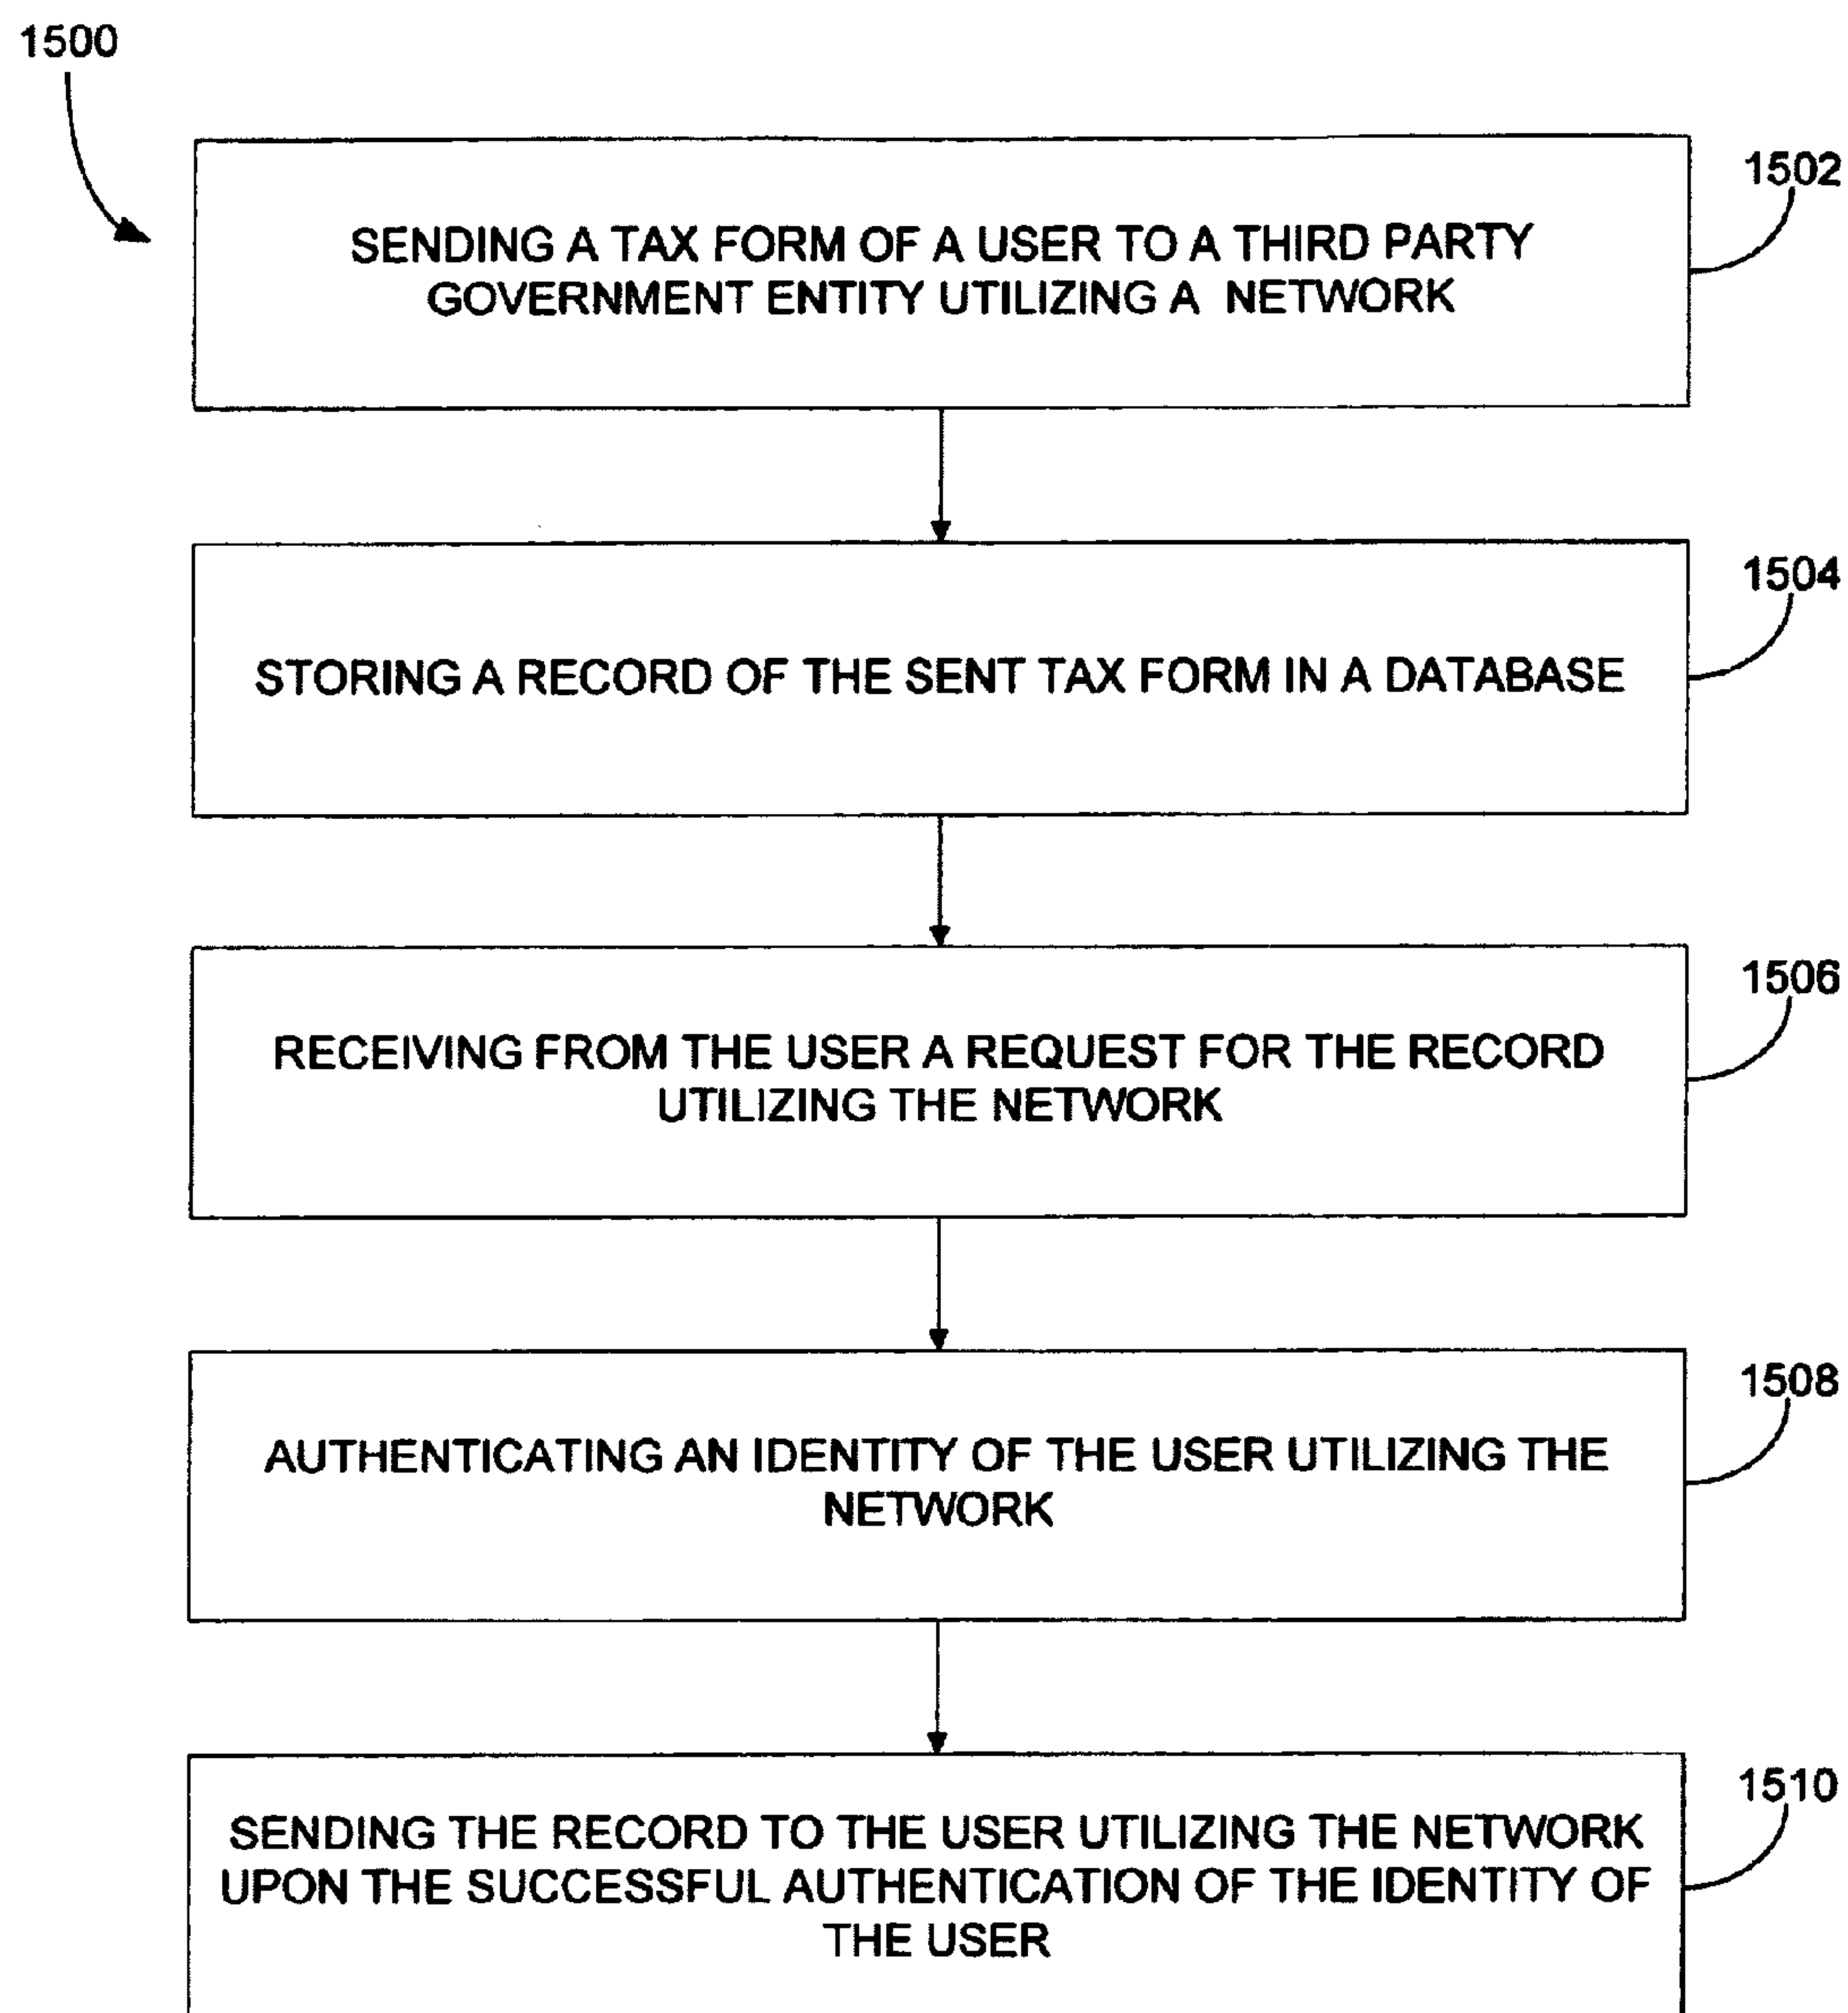 1500
1502
SENDING A TAX FORM OF A USER TO A THIRD PARTY
GOVERNMENT ENTITY UTILIZING A NETWORK
1504
STORING A RECORD OF THE SENT TAX FORM IN A DATABASE
1506
RECEIVING FROM THE USER A REQUEST FOR THE RECORD
UTILIZING THE NETWORK
1508
AUTHENTICATING AN IDENTITY OF THE USER UTILIZING THE
NETWORK
1510
SENDING THE RECORD TO THE USER UTILIZING THE NETWORK
UPON THE SUCCESSFUL AUTHENTICATION OF THE IDENTITY OF
THE USER